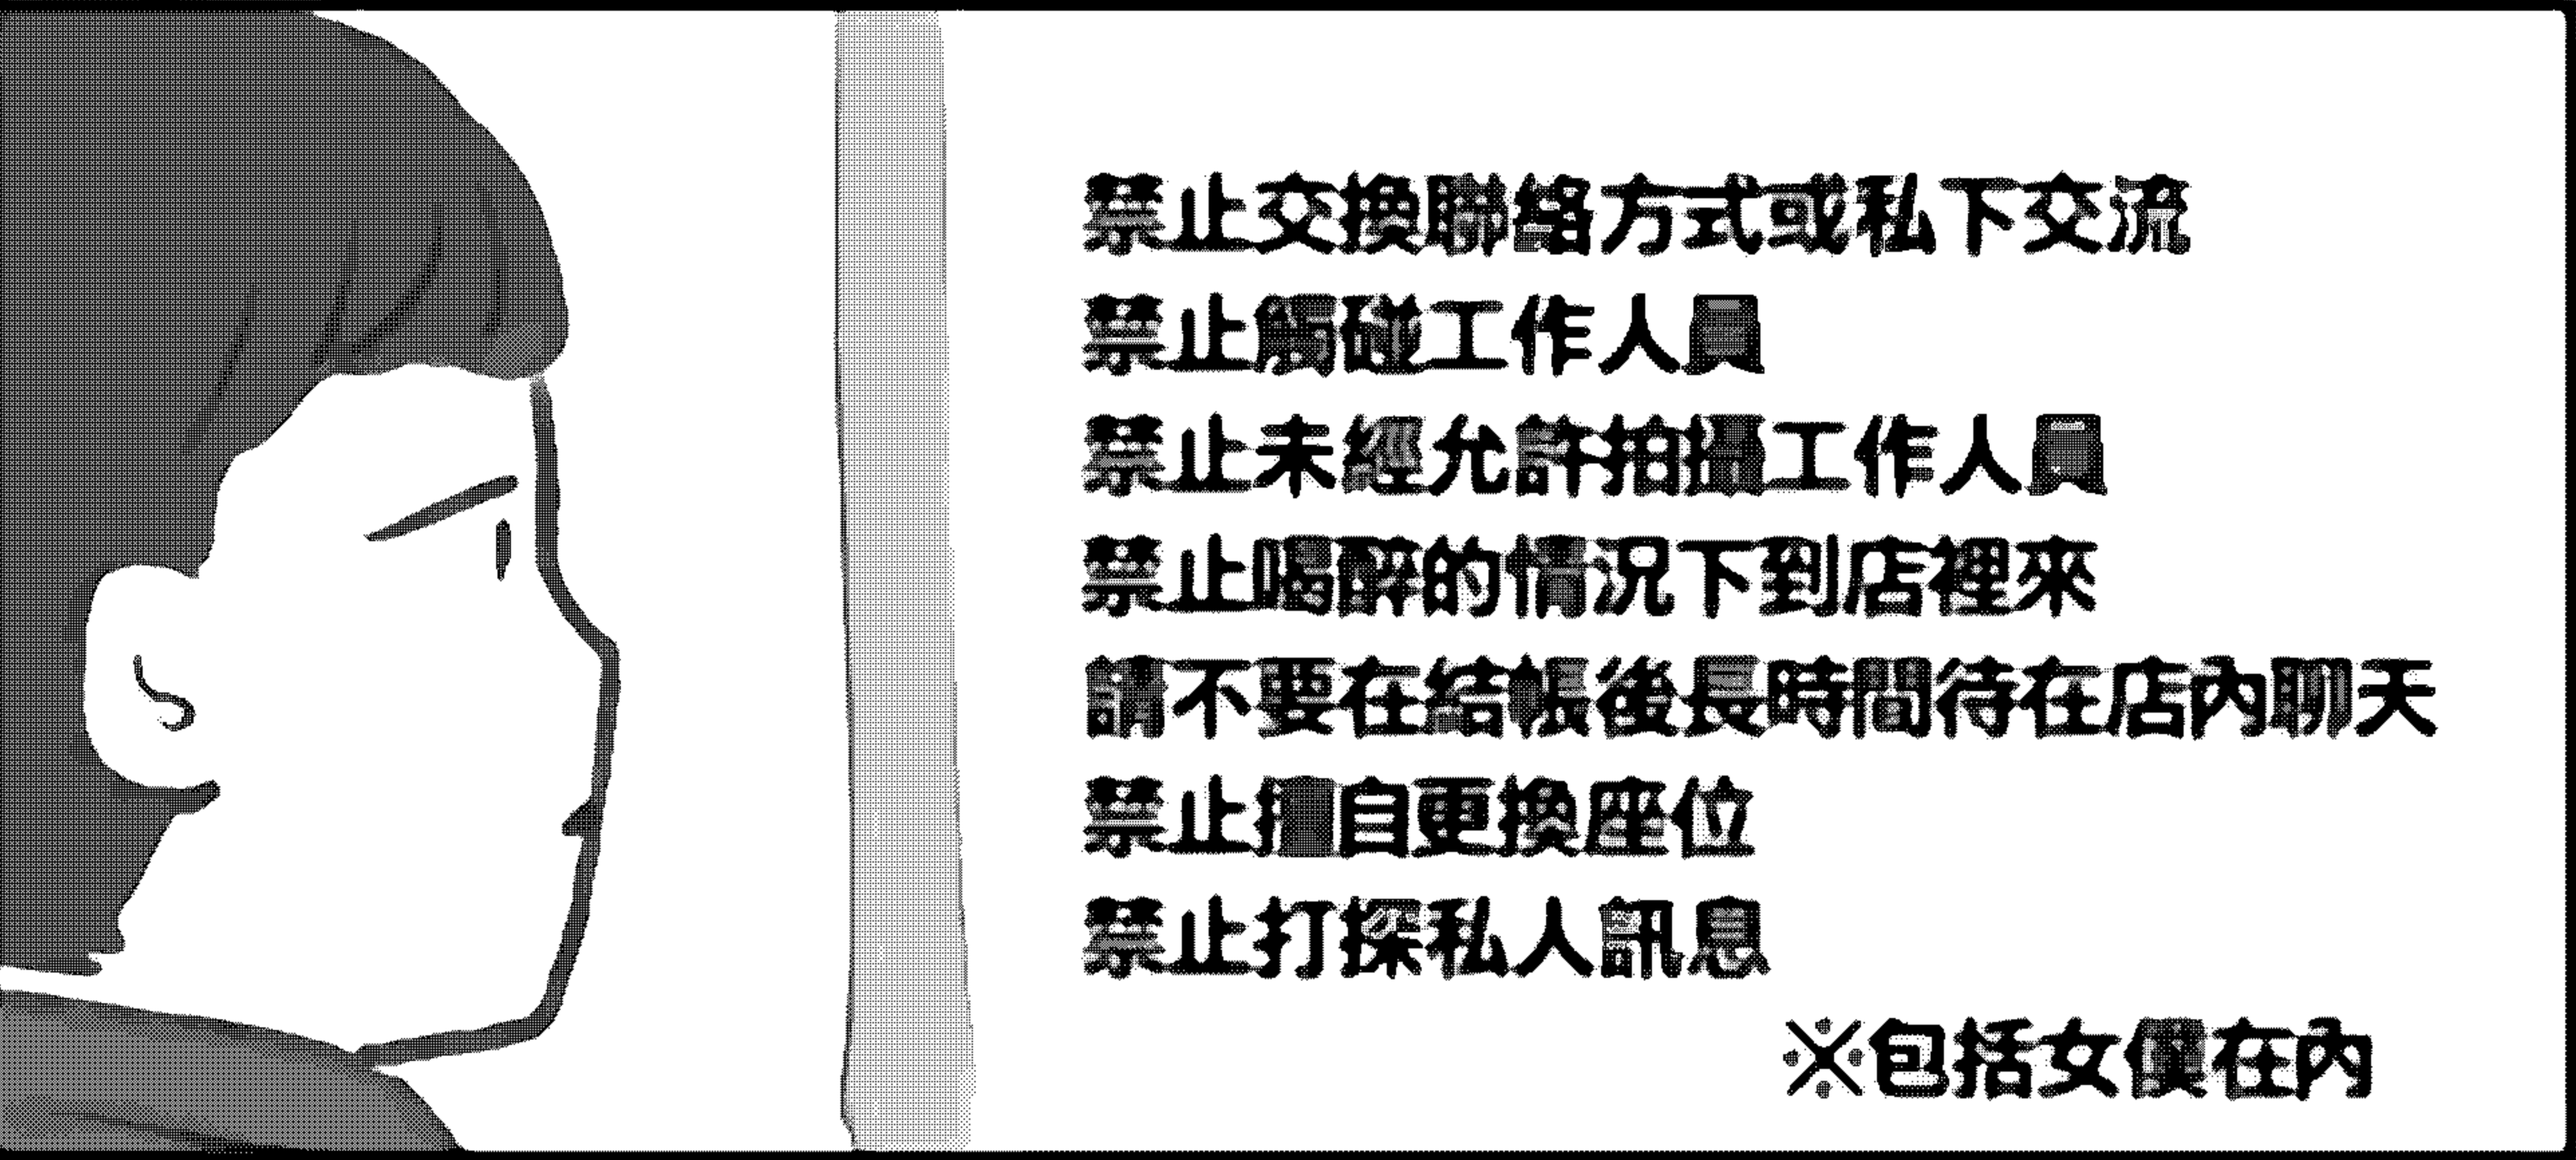 禁止交換聯絡方式或私下交流
禁止觸碰工作人員
禁止未經允許拍攝工作人員
禁止喝醉的情況下到店裡來
請不要在結帳後長時間待在店內聊天
禁止擅自更換座位
禁止打探私人訊息
※包括女僕在內